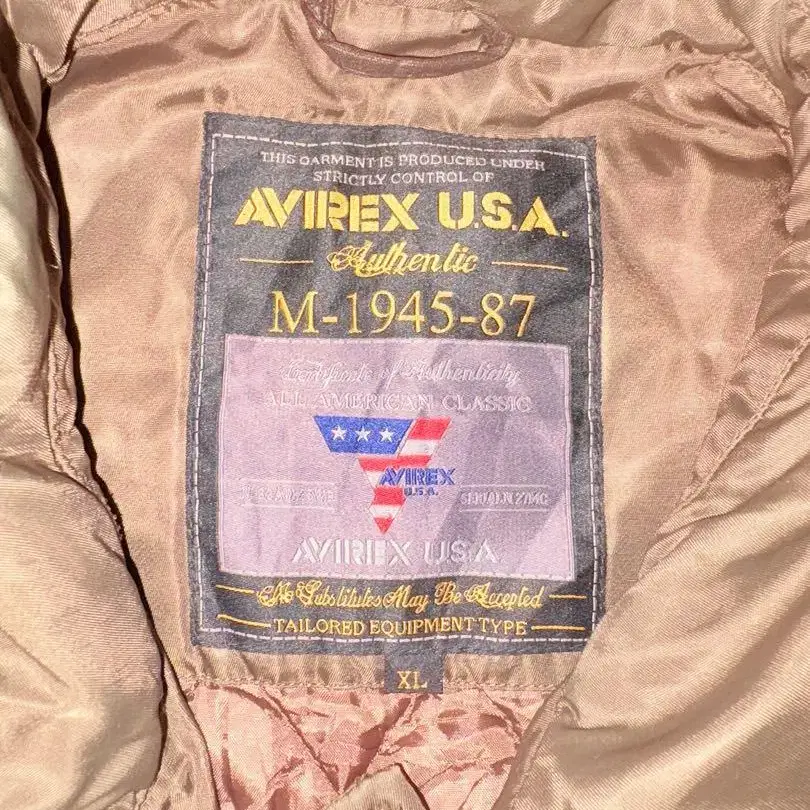 THIS GARMENT IS PRODUCED UNDER
STRICTLY CONTROL OF
AVIREX U.S.A.
Authentic
M-1945-87
Certificate of Authenticity
ALL AMERICAN CLASSIC
AVIREX
U.S.A.
AVIREX U.S.A.
No Substitutes May Be Accepted
TAILORED EQUIPMENT TYPE
XL